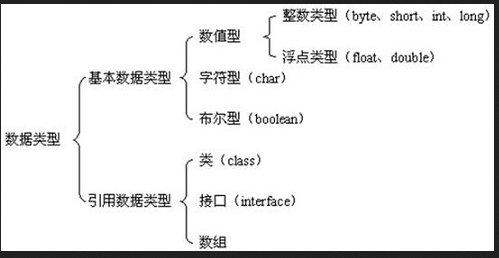 整数类型（byte、short、int、long）
数值型
浮点类型（float、double）
基本数据类型
字符型（char）
布尔型（boolean）
数据类型
类（class）
引用数据类型
接口（interface）
数组